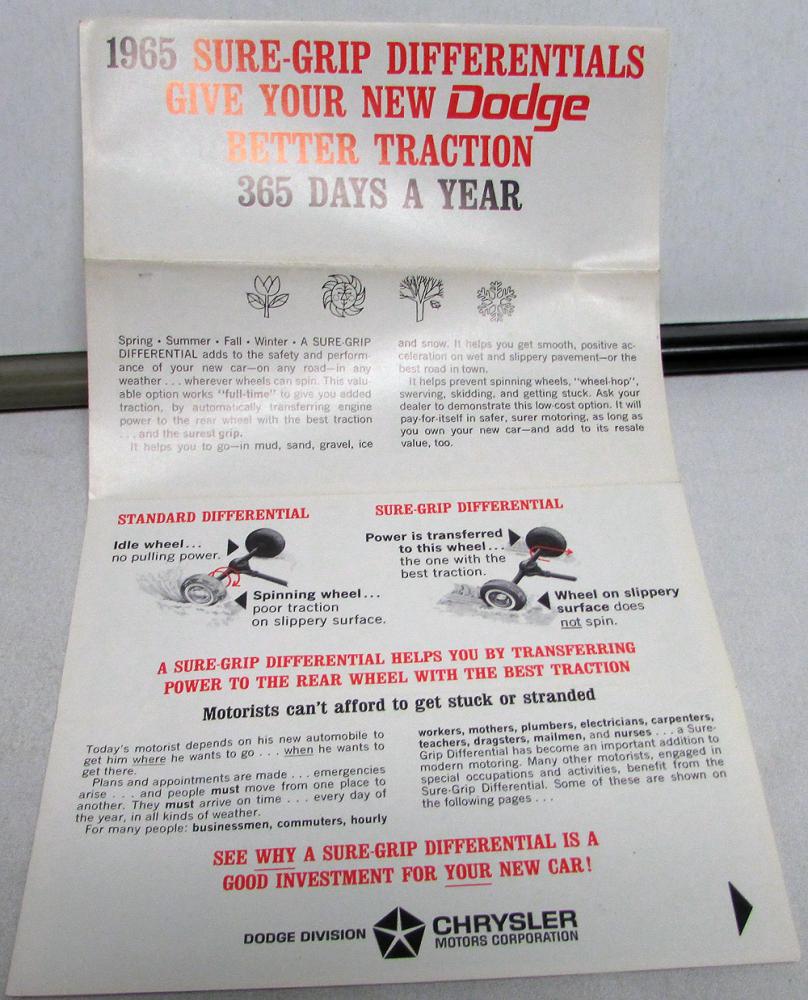 1965 SURE-GRIP DIFFERENTIALS
GIVE YOUR NEW Dodge
BETTER TRACTION
365 DAYS A YEAR
Spring • Summer • Fall • Winter • A SURE-GRIP
DIFFERENTIAL adds to the safety and perform-
ance of your new car—on any road—in any
weather . . . wherever wheels can spin. This valu-
able option works "full-time" to give you added
traction, by automatically transferring engine
power to the rear wheel with the best traction
. . . and the surest grip.
It helps you to go—in mud, sand, gravel, ice
and snow. It helps you get smooth, positive ac-
celeration on wet and slippery pavement—or the
best road in town.
It helps prevent spinning wheels, "wheel-hop",
swerving, skidding, and getting stuck. Ask your
dealer to demonstrate this low-cost option. It will
pay-for-itself in safer, surer motoring, as long as
you own your new car—and add to its resale
value, too.
STANDARD DIFFERENTIAL
Idle wheel...
no pulling power.
Spinning wheel...
poor traction
on slippery surface.
SURE-GRIP DIFFERENTIAL
Power is transferred
to this wheel...
the one with the
best traction.
Wheel on slippery
surface does
not spin.
A SURE-GRIP DIFFERENTIAL HELPS YOU BY TRANSFERRING
POWER TO THE REAR WHEEL WITH THE BEST TRACTION
Motorists can't afford to get stuck or stranded
Today's motorist depends on his new automobile to
get him where he wants to go . . . when he wants to
get there.
Plans and appointments are made . . . emergencies
arise . . . and people must move from one place to
another. They must arrive on time . . . every day of
the year, in all kinds of weather.
For many people: businessmen, commuters, hourly
workers, mothers, plumbers, electricians, carpenters,
teachers, dragsters, mailmen, and nurses . . . a Sure-
Grip Differential has become an important addition to
modern motoring. Many other motorists, engaged in
special occupations and activities, benefit from the
Sure-Grip Differential. Some of these are shown on
the following pages . . .
SEE WHY A SURE-GRIP DIFFERENTIAL IS A
GOOD INVESTMENT FOR YOUR NEW CAR!
DODGE DIVISION CHRYSLER
MOTORS CORPORATION